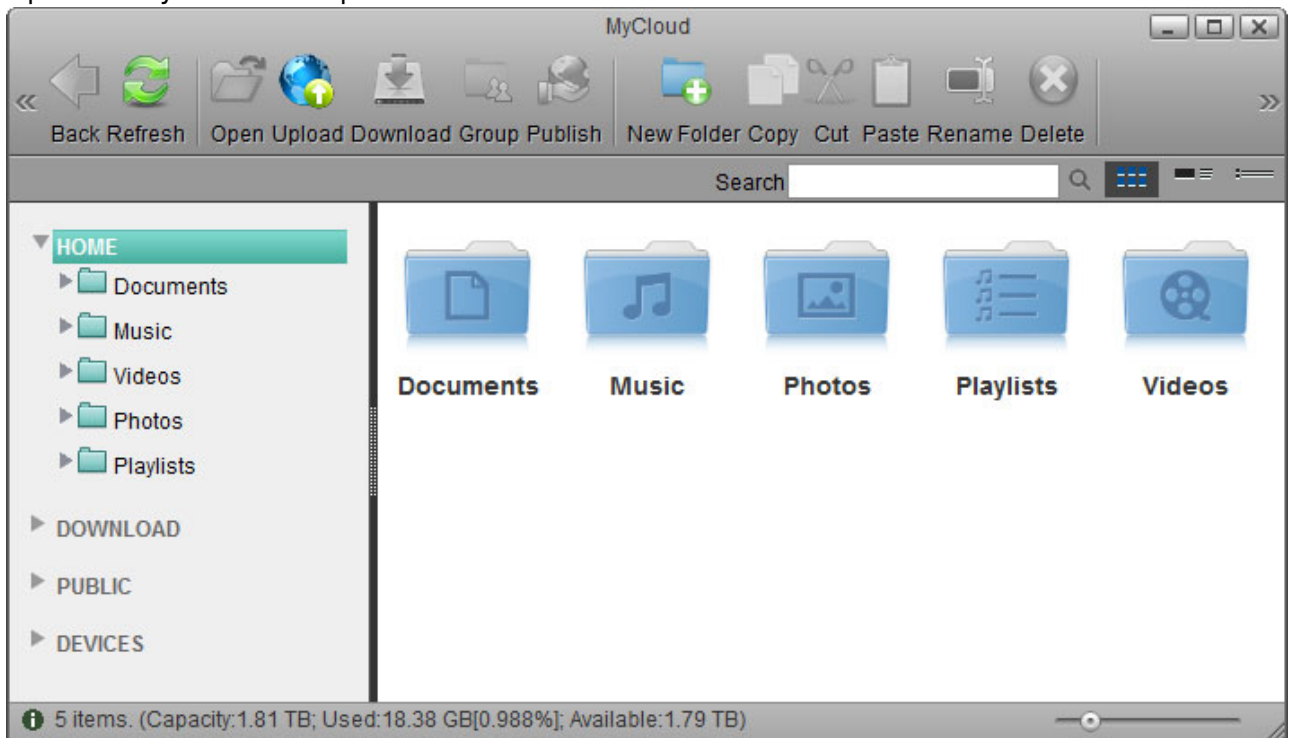 MyCloud
Back Refresh Open Upload Download Group Publish New Folder Copy Cut Paste Rename Delete
Search
HOME
Documents
Music
Videos
Photos
Playlists
DOWNLOAD
PUBLIC
DEVICES
Documents Music Photos Playlists Videos
5 items. (Capacity:1.81 TB; Used:18.38 GB[0.988%]; Available:1.79 TB)